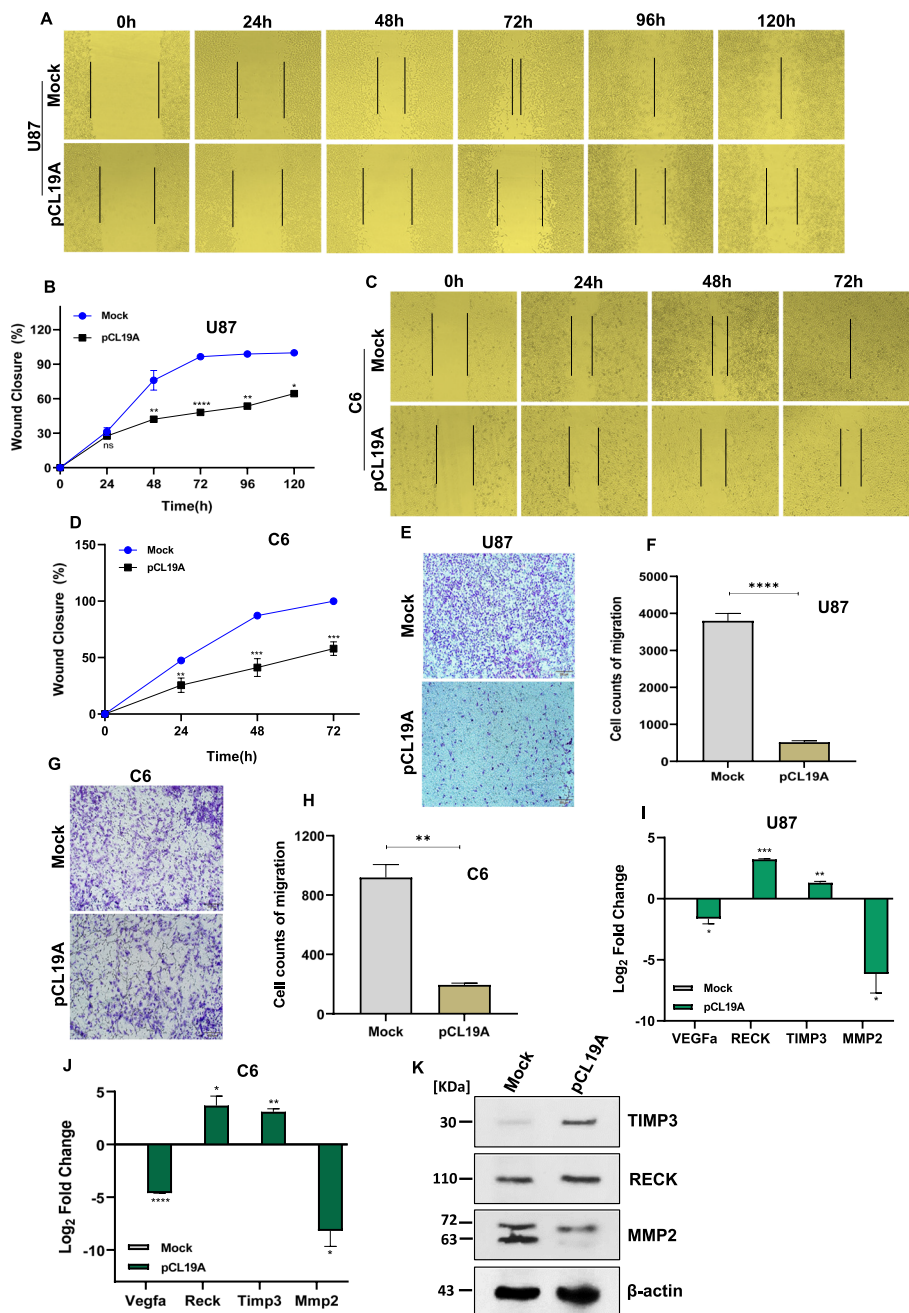 A
0h 24h 48h 72h 96h 120h
U87
Mock
pCL19A
B
Mock
pCL19A
U87
Wound Closure (%)
120
90
60
30
0
ns
**
****
**
*
0 24 48 72 96 120
Time(h)
C
0h 24h 48h 72h
C6
Mock
pCL19A
D
C6
Mock
pCL19A
Wound Closure (%)
150
100
50
0
**
***
***
0 24 48 72
Time(h)
E
U87
Mock
pCL19A
F
U87
****
Cell counts of migration
5000
4000
3000
2000
1000
0
Mock pCL19A
G
C6
Mock
pCL19A
H
C6
**
Cell counts of migration
1200
900
600
300
0
Mock pCL19A
I
U87
Log2 Fold Change
5
0
-5
-10
*
***
**
*
Mock
pCL19A
VEGFa RECK TIMP3 MMP2
J
C6
Log2 Fold Change
10
5
0
-5
-10
****
*
**
*
Mock
pCL19A
Vegfa Reck Timp3 Mmp2
K
[KDa] Mock pCL19A
30 TIMP3
110 RECK
72
63 MMP2
43 β-actin